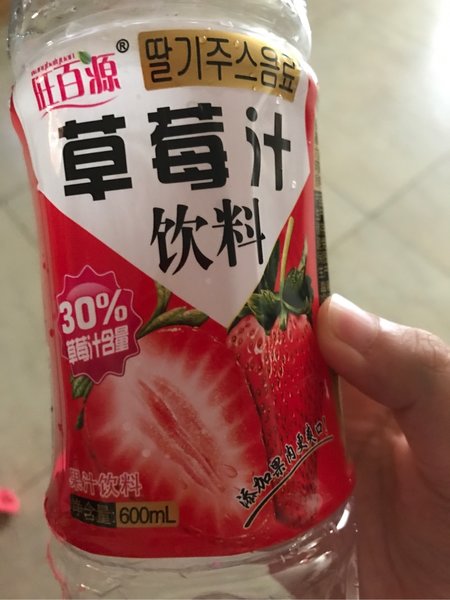 旺百源®
딸기주스음료
草莓汁
饮料
30%
草莓汁含量
添加果肉更爽口!
果汁饮料
净含量:600mL